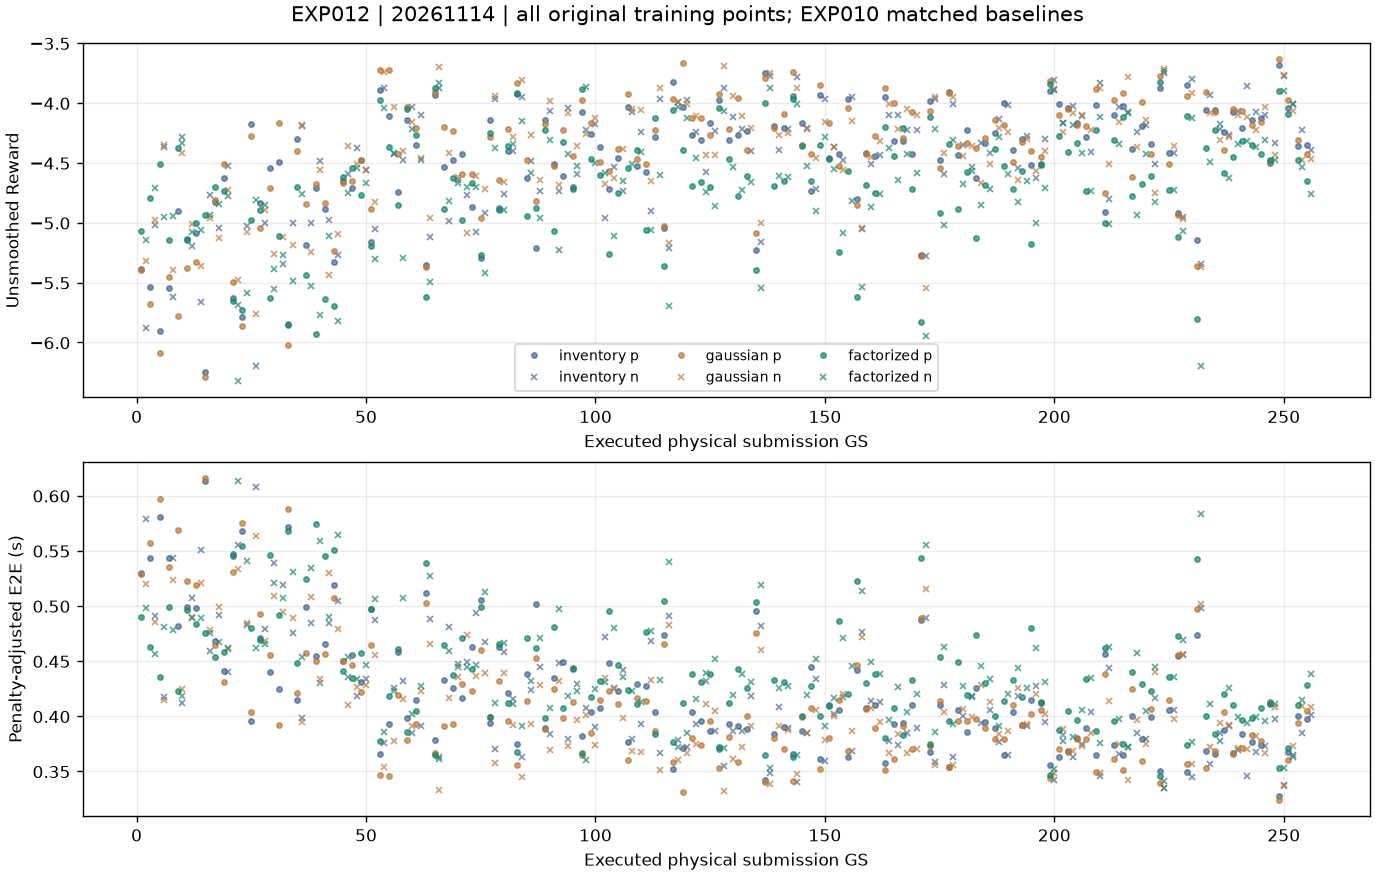 EXP012 | 20261114 | all original training points; EXP010 matched baselines
Unsmoothed Reward
−3.5
−4.0
−4.5
−5.0
−5.5
−6.0
inventory p
gaussian p
factorized p
inventory n
gaussian n
factorized n
0
50
100
150
200
250
Executed physical submission GS
Penalty-adjusted E2E (s)
0.60
0.55
0.50
0.45
0.40
0.35
0
50
100
150
200
250
Executed physical submission GS